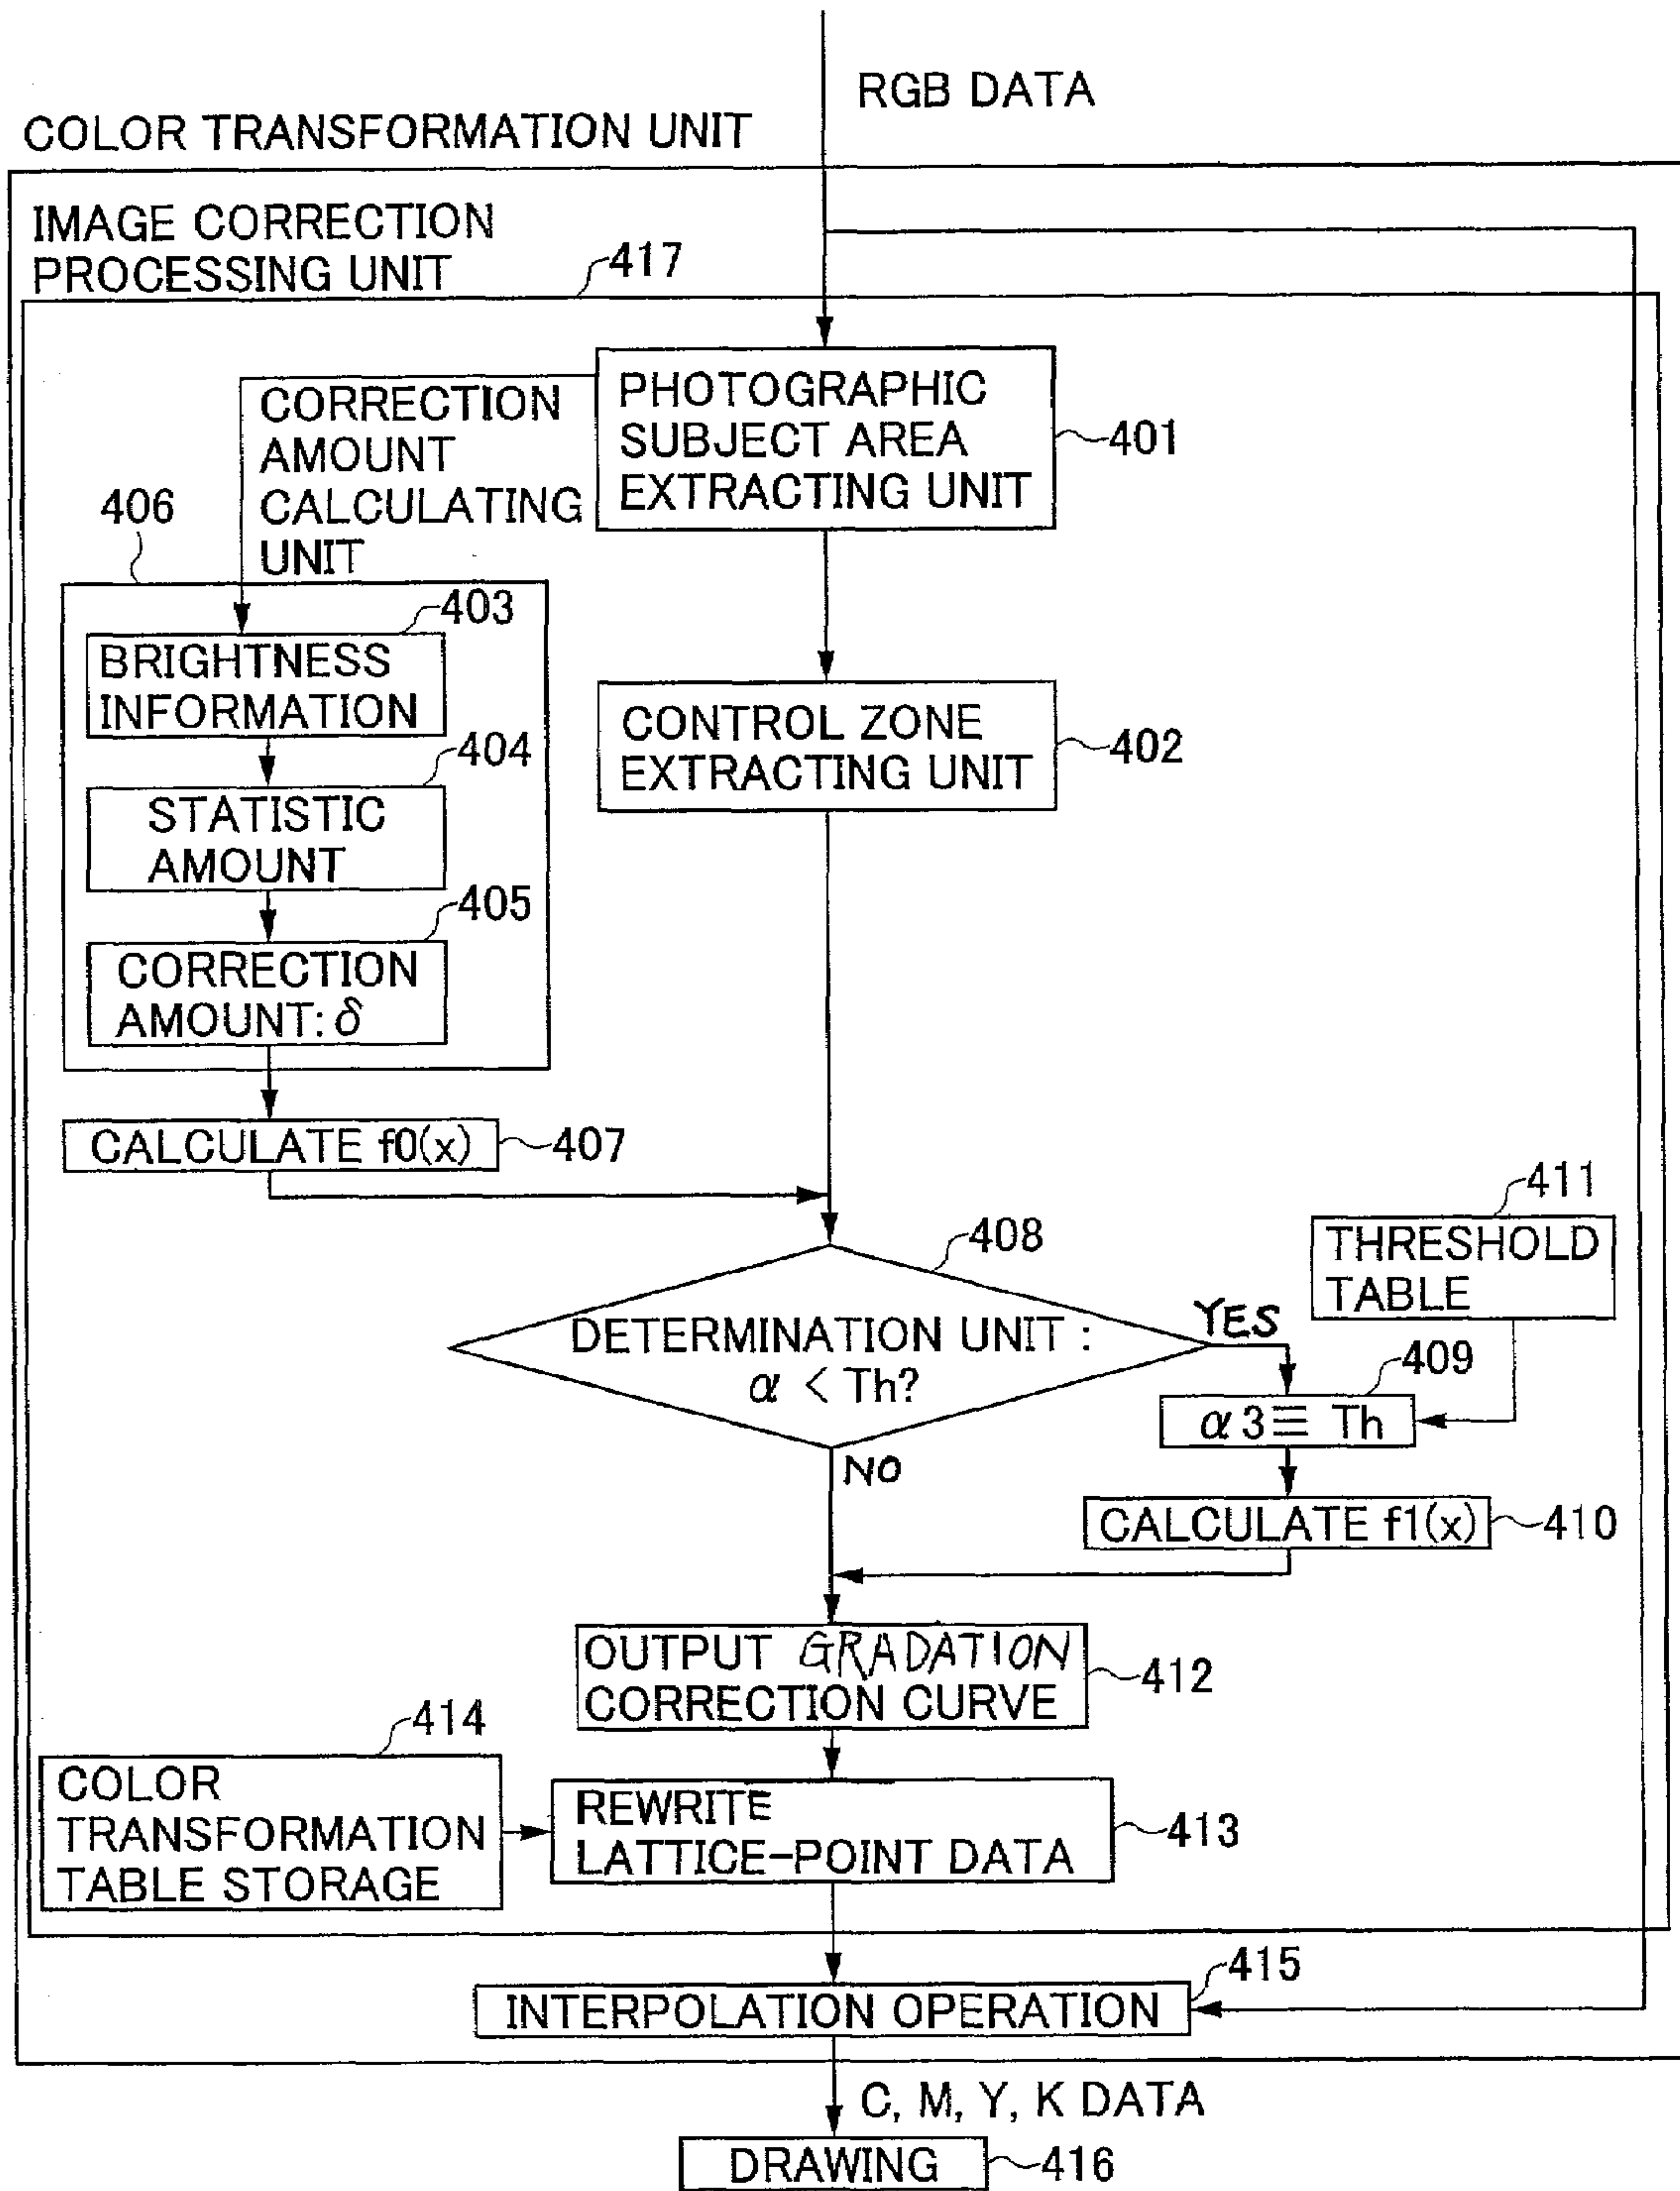 RGB DATA
COLOR TRANSFORMATION UNIT
IMAGE CORRECTION
PROCESSING UNIT
417
CORRECTION
AMOUNT
CALCULATING
UNIT
PHOTOGRAPHIC
SUBJECT AREA
EXTRACTING UNIT
401
406
403
BRIGHTNESS
INFORMATION
404
STATISTIC
AMOUNT
405
CORRECTION
AMOUNT: δ
CONTROL ZONE
EXTRACTING UNIT
402
CALCULATE f0(x)
407
408
DETERMINATION UNIT :
α < Th?
YES
NO
411
THRESHOLD
TABLE
409
α3≡ Th
CALCULATE f1(x)
410
OUTPUT GRADATION
CORRECTION CURVE
412
414
COLOR
TRANSFORMATION
TABLE STORAGE
REWRITE
LATTICE-POINT DATA
413
415
INTERPOLATION OPERATION
C, M, Y, K DATA
DRAWING
416